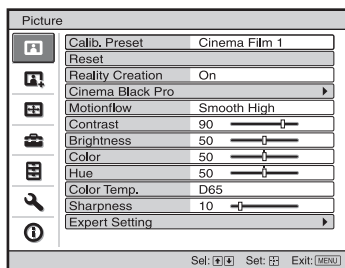 Picture
Calib. Preset Cinema Film 1
Reset
Reality Creation On
Cinema Black Pro
Motionflow Smooth High
Contrast 90
Brightness 50
Color 50
Hue 50
Color Temp. D65
Sharpness 10
Expert Setting
Sel: Set: Exit: MENU